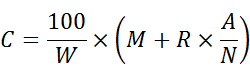 C = 100/W × (M + R × A/N)